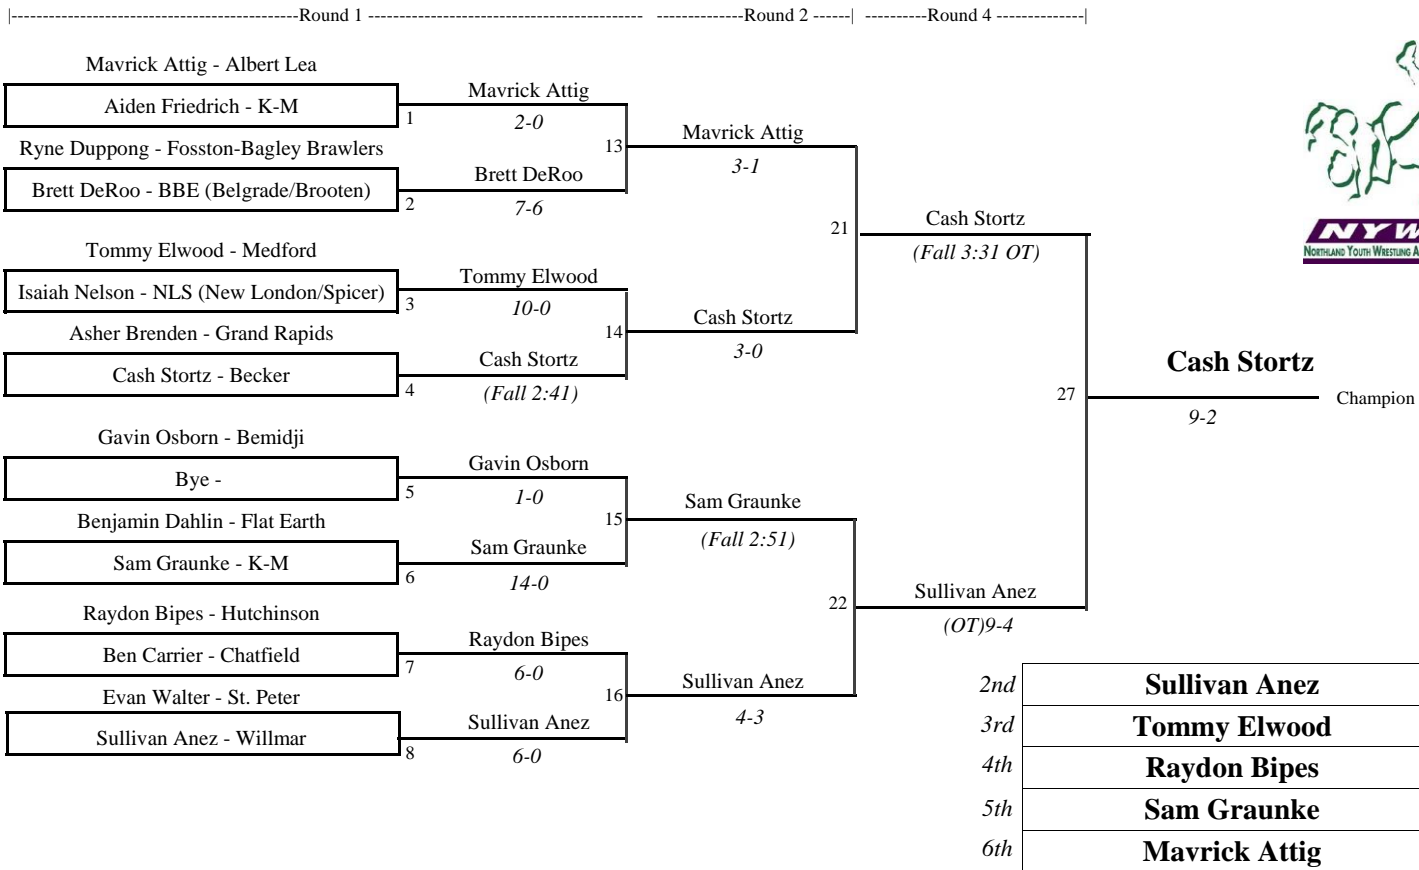 |--------------------------------------------Round 1 ------------------------------------------ -------------Round 2 ------| ----------Round 4 --------------|
Mavrick Attig - Albert Lea
Aiden Friedrich - K-M
1
Mavrick Attig
2-0
Ryne Duppong - Fosston-Bagley Brawlers
13
Mavrick Attig
3-1
Brett DeRoo - BBE (Belgrade/Brooten)
2
Brett DeRoo
7-6
21
Cash Stortz
(Fall 3:31 OT)
NYW
NORTHLAND YOUTH WRESTLING A
Tommy Elwood - Medford
Isaiah Nelson - NLS (New London/Spicer)
3
Tommy Elwood
10-0
Asher Brenden - Grand Rapids
14
Cash Stortz
3-0
Cash Stortz - Becker
4
Cash Stortz
(Fall 2:41)
27
Cash Stortz
9-2
Champion
Gavin Osborn - Bemidji
Bye -
5
Gavin Osborn
1-0
Benjamin Dahlin - Flat Earth
15
Sam Graunke
(Fall 2:51)
Sam Graunke - K-M
6
Sam Graunke
14-0
22
Sullivan Anez
(OT)9-4
Raydon Bipes - Hutchinson
Ben Carrier - Chatfield
7
Raydon Bipes
6-0
Evan Walter - St. Peter
16
Sullivan Anez
4-3
Sullivan Anez - Willmar
8
Sullivan Anez
6-0
2nd Sullivan Anez
3rd Tommy Elwood
4th Raydon Bipes
5th Sam Graunke
6th Mavrick Attig